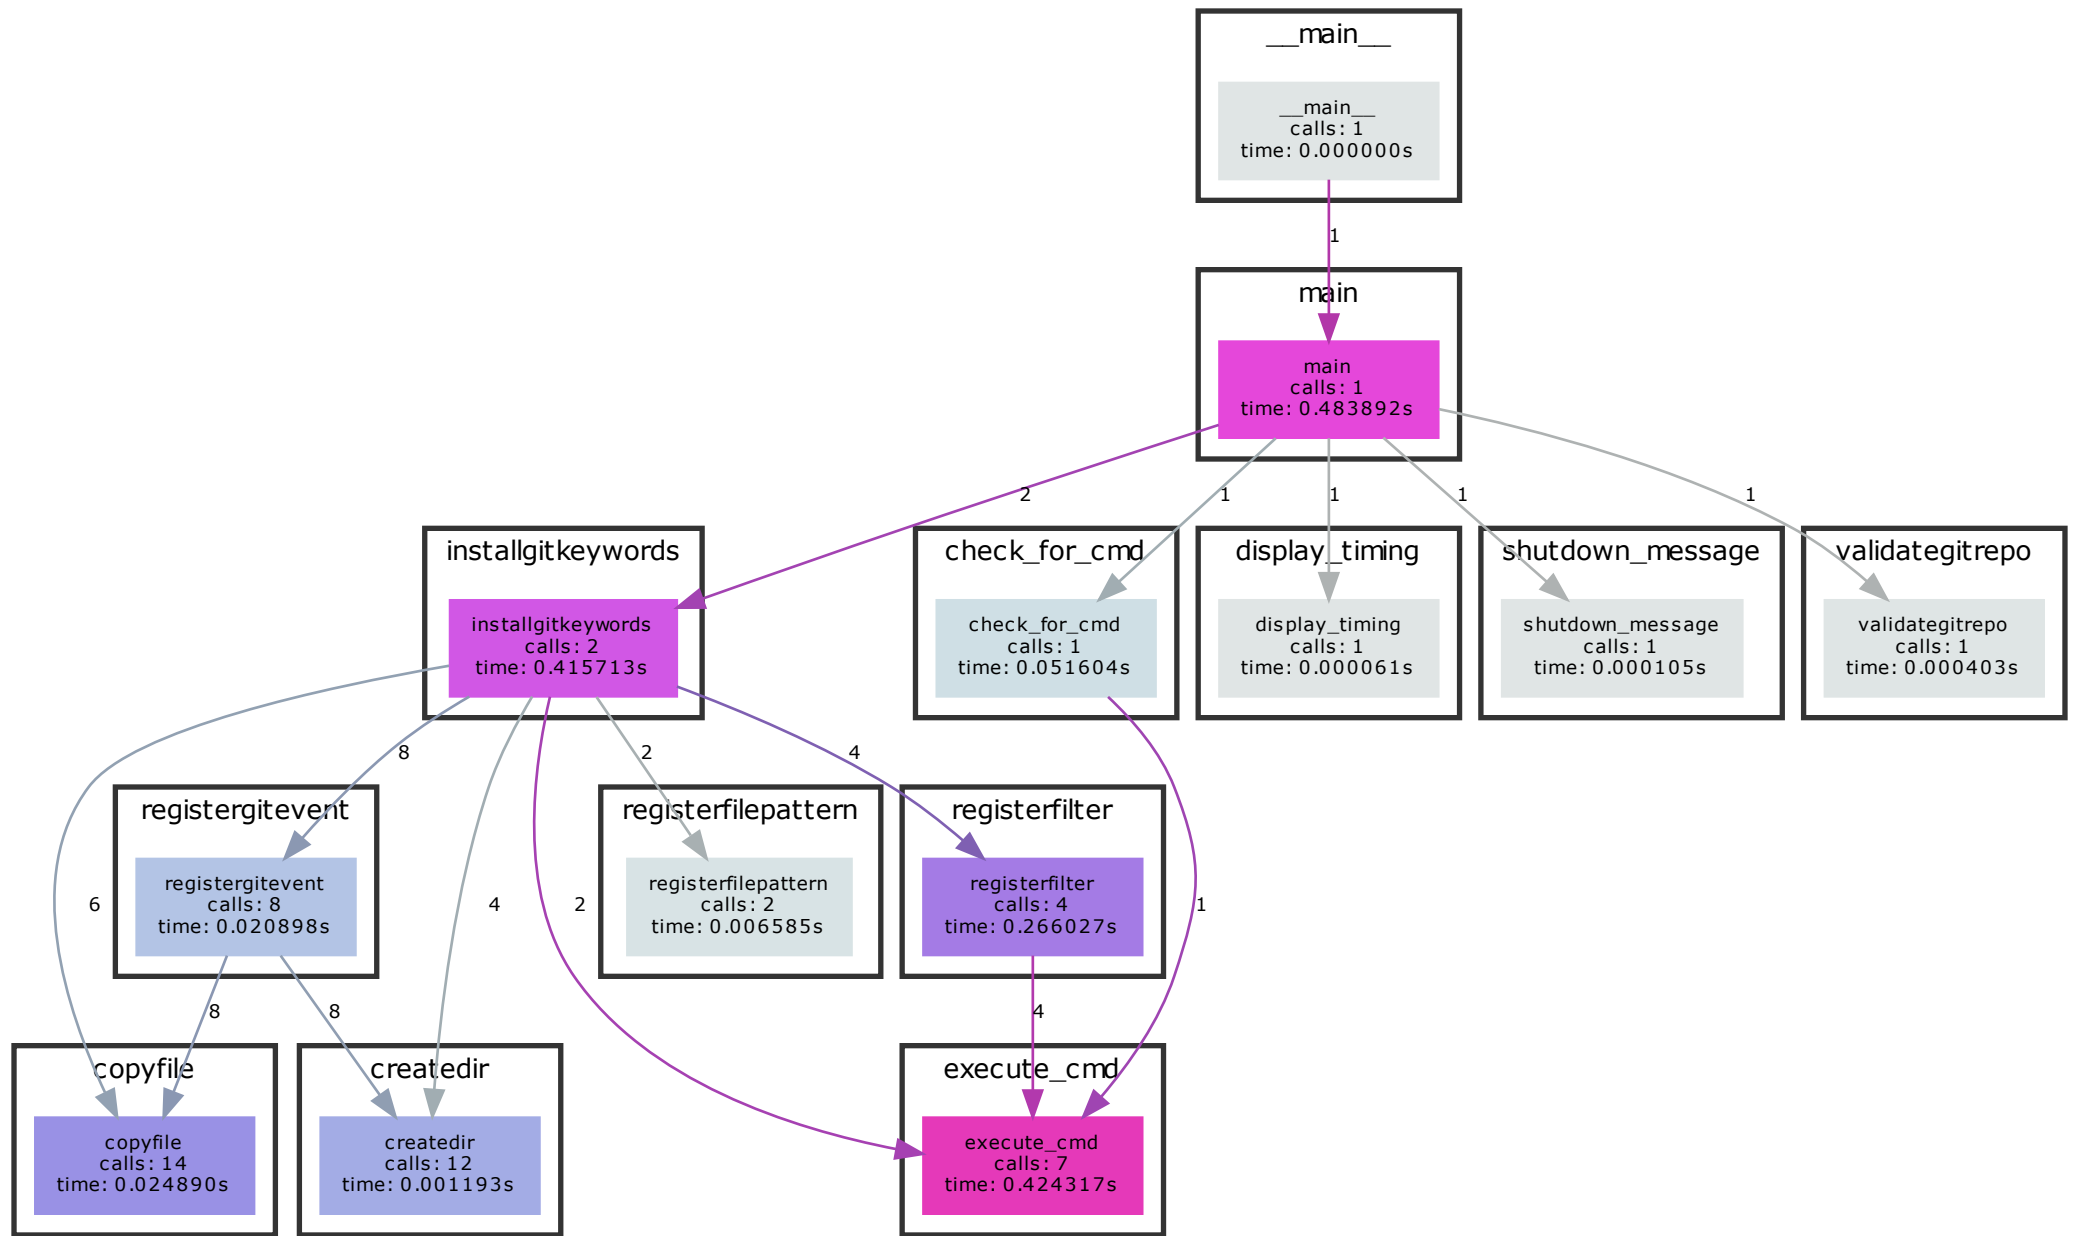 __main__
__main__
calls: 1
time: 0.000000s
1
main
main
calls: 1
time: 0.483892s
2
1
1
1
1
installgitkeywords
installgitkeywords
calls: 2
time: 0.415713s
check_for_cmd
check_for_cmd
calls: 1
time: 0.051604s
display_timing
display_timing
calls: 1
time: 0.000061s
shutdown_message
shutdown_message
calls: 1
time: 0.000105s
validategitrepo
validategitrepo
calls: 1
time: 0.000403s
8
2
4
registergitevent
registergitevent
calls: 8
time: 0.020898s
registerfilepattern
registerfilepattern
calls: 2
time: 0.006585s
registerfilter
registerfilter
calls: 4
time: 0.266027s
6
4
2
1
8
8
4
copyfile
copyfile
calls: 14
time: 0.024890s
createdir
createdir
calls: 12
time: 0.001193s
execute_cmd
execute_cmd
calls: 7
time: 0.424317s